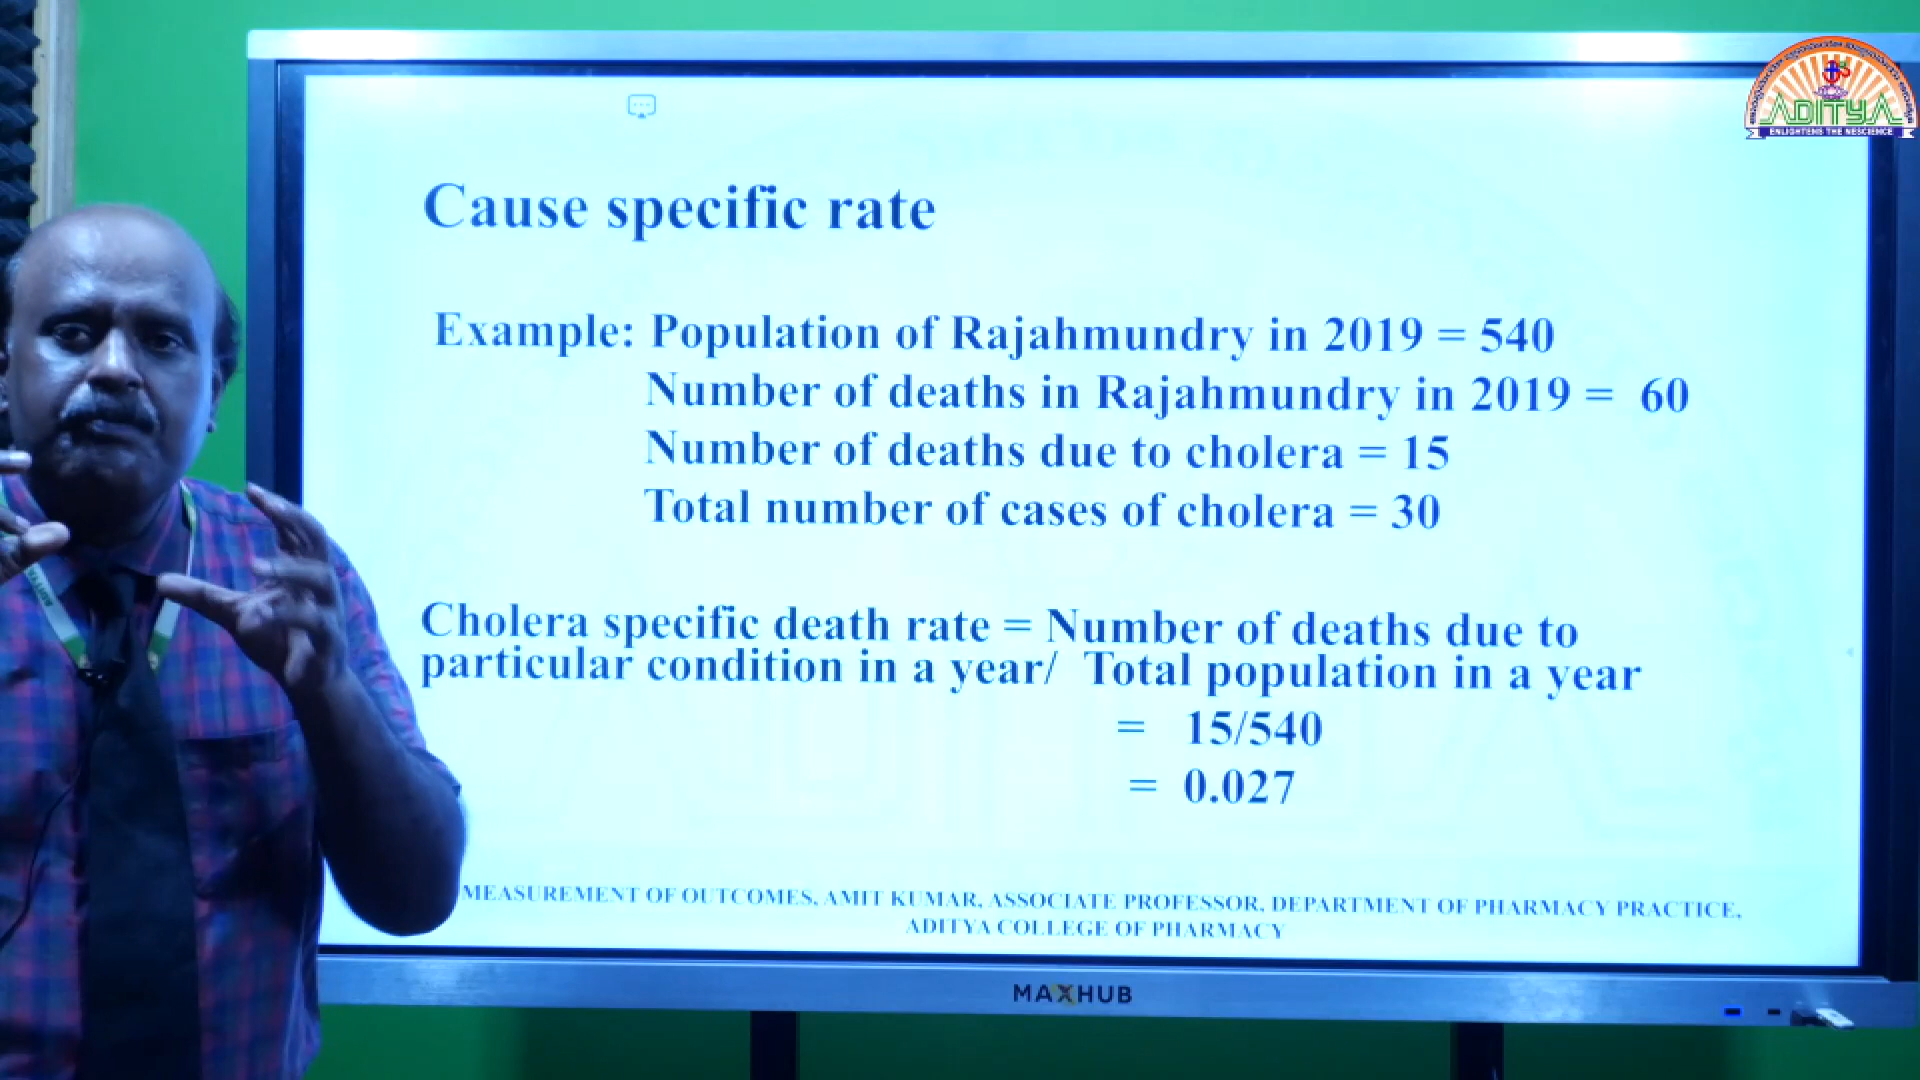 ADITYA
ENLIGHTENS THE NESCIENCE
Cause specific rate
Example: Population of Rajahmundry in 2019 = 540
Number of deaths in Rajahmundry in 2019 = 60
Number of deaths due to cholera = 15
Total number of cases of cholera = 30
Cholera specific death rate = Number of deaths due to
particular condition in a year/ Total population in a year
= 15/540
= 0.027
MEASUREMENT OF OUTCOMES, AMIT KUMAR, ASSOCIATE PROFESSOR, DEPARTMENT OF PHARMACY PRACTICE,
ADITYA COLLEGE OF PHARMACY
MAXHUB